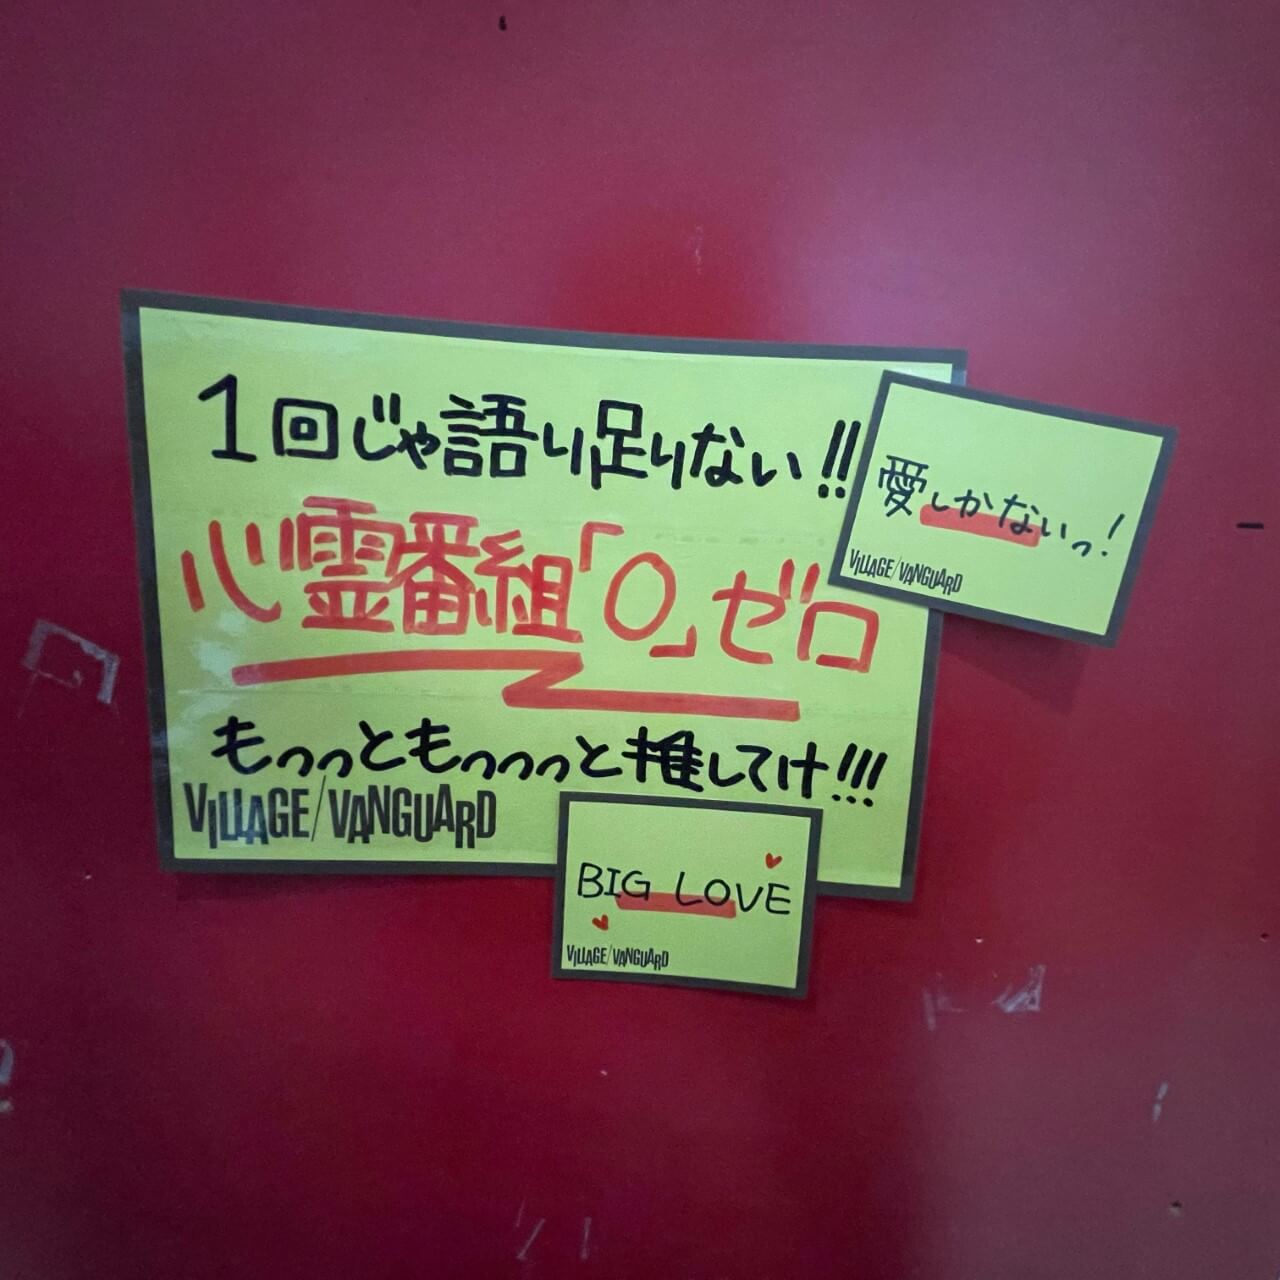 1回じゃ語り足りない!!
心霊番組「0」ゼロ
もっっともっっっと推してけ!!!
VILLAGE/VANGUARD
愛しかないっ!
VILLAGE/VANGUARD
BIG LOVE
VILLAGE/VANGUARD